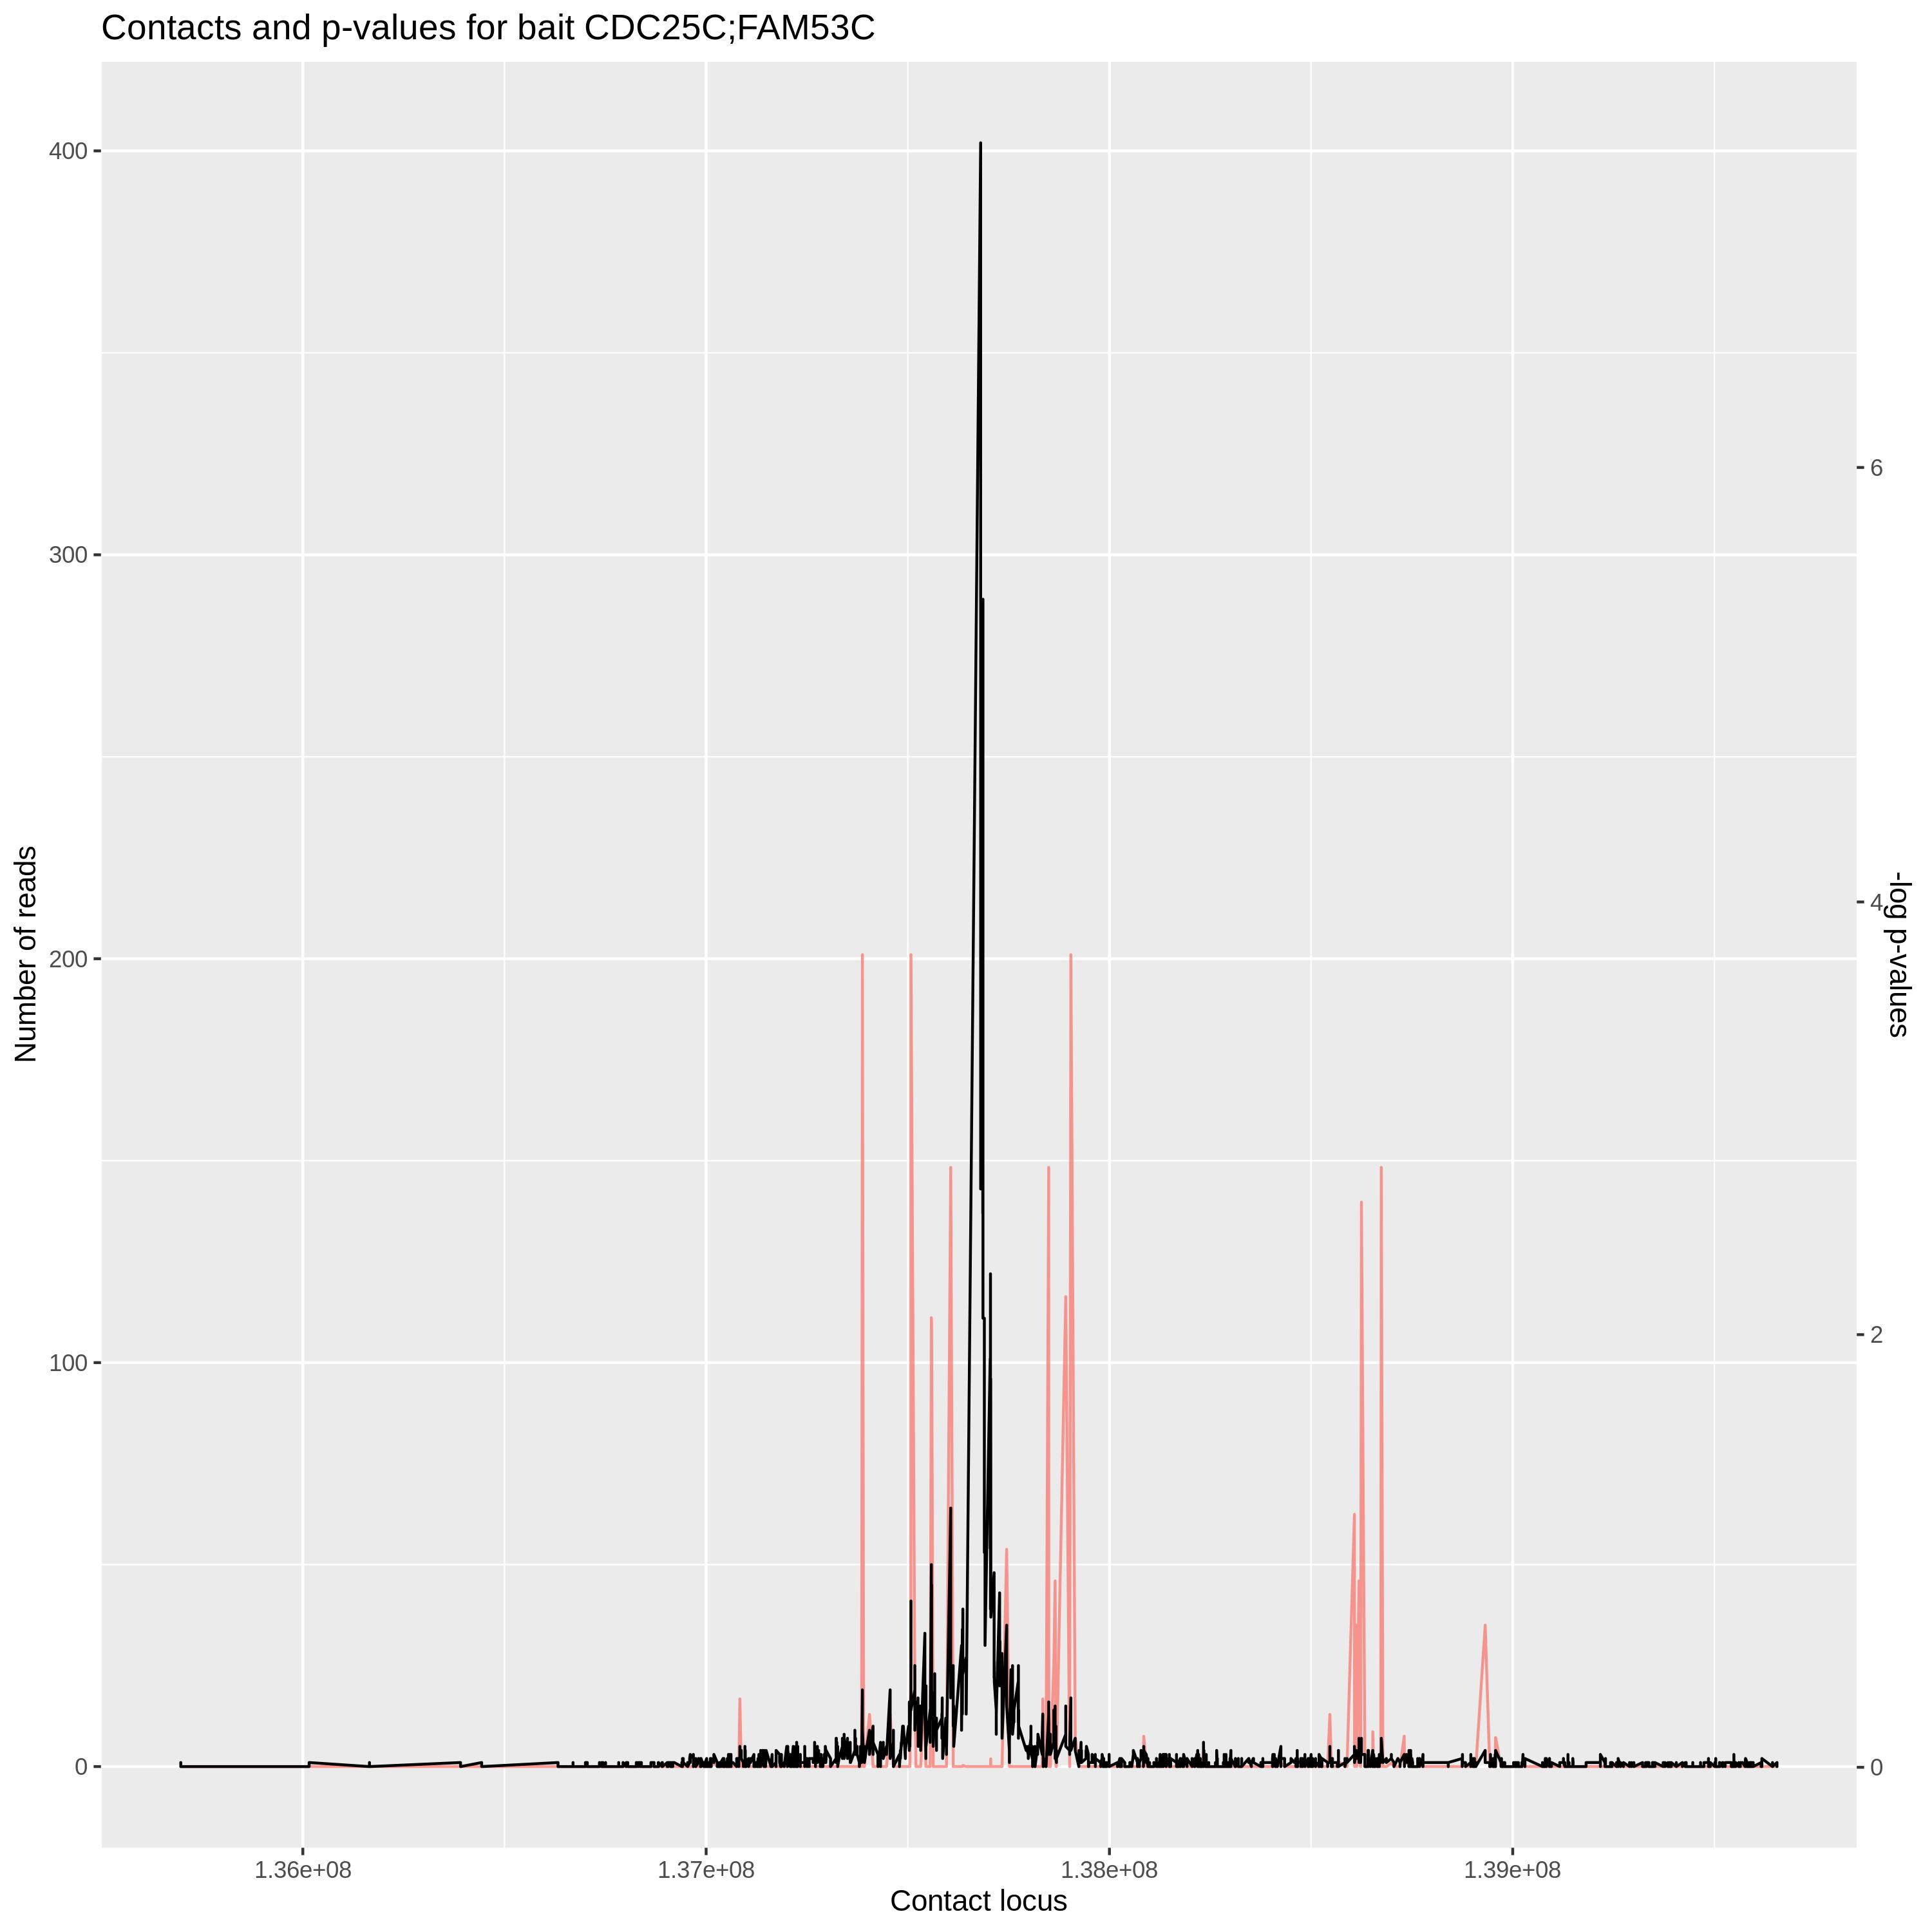 Contacts and p-values for bait CDC25C;FAM53C
400
300
200
100
0
Number of reads
6
4
2
0
-log p-values
1.36e+08
1.37e+08
1.38e+08
1.39e+08
Contact locus